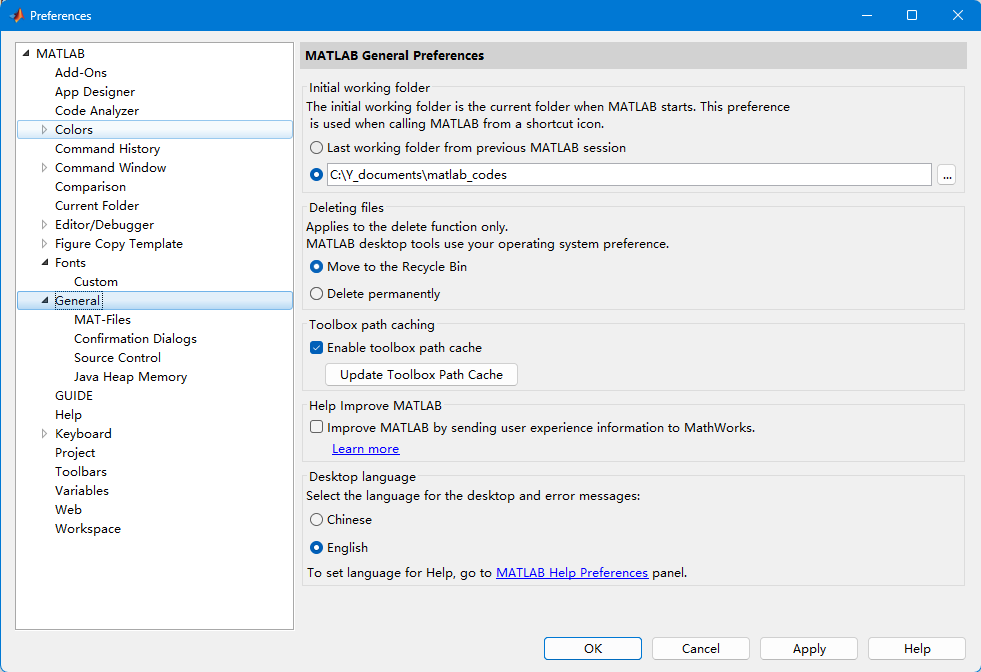 Preferences
MATLAB
Add-Ons
App Designer
Code Analyzer
Colors
Command History
Command Window
Comparison
Current Folder
Editor/Debugger
Figure Copy Template
Fonts
Custom
General
MAT-Files
Confirmation Dialogs
Source Control
Java Heap Memory
GUIDE
Help
Keyboard
Project
Toolbars
Variables
Web
Workspace
MATLAB General Preferences
Initial working folder
The initial working folder is the current folder when MATLAB starts. This preference
is used when calling MATLAB from a shortcut icon.
Last working folder from previous MATLAB session
C:\Y_documents\matlab_codes
...
Deleting files
Applies to the delete function only.
MATLAB desktop tools use your operating system preference.
Move to the Recycle Bin
Delete permanently
Toolbox path caching
Enable toolbox path cache
Update Toolbox Path Cache
Help Improve MATLAB
Improve MATLAB by sending user experience information to MathWorks.
Learn more
Desktop language
Select the language for the desktop and error messages:
Chinese
English
To set language for Help, go to MATLAB Help Preferences panel.
OK Cancel Apply Help